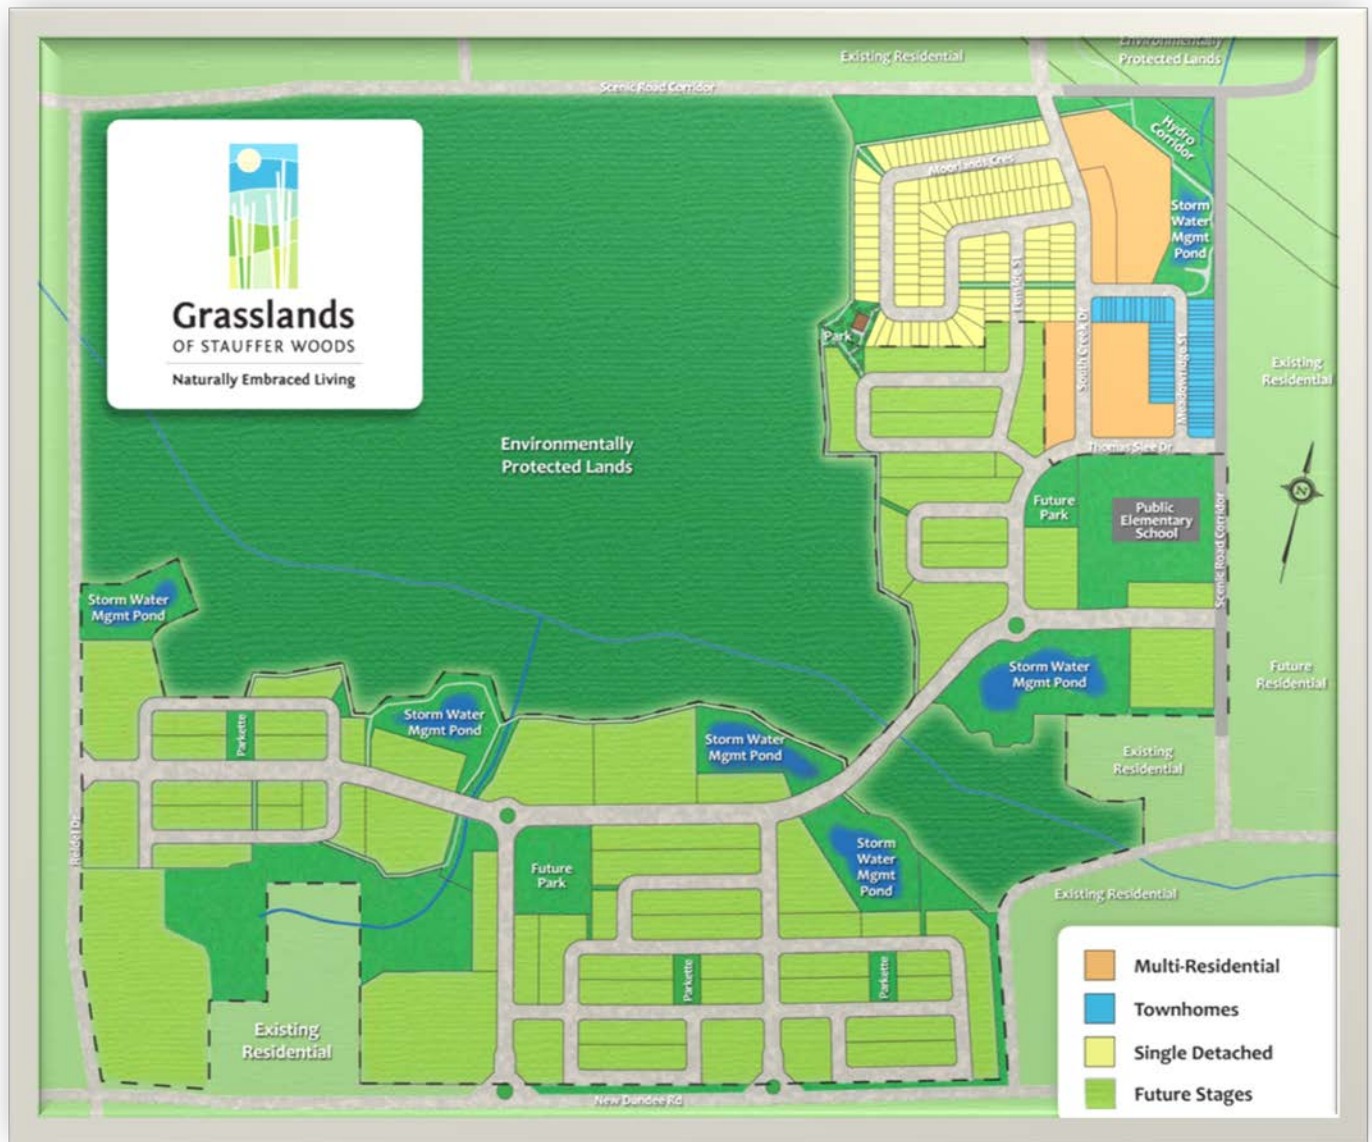 Existing Residential
Environmentally
Protected Lands
Scenic Road Corridor
Hydro
Corridor
Grasslands
OF STAUFFER WOODS
Naturally Embraced Living
Moorlands Cres
Storm
Water
Mgmt
Pond
Park
South Creek Dr
Meadowridge St
Existing
Residential
Environmentally
Protected Lands
Thomas Slee Dr
Future
Park
Public
Elementary
School
Scenic Road Corridor
N
Storm Water
Mgmt Pond
Storm Water
Mgmt Pond
Future
Residential
Storm Water
Mgmt Pond
Parkette
Storm Water
Mgmt Pond
Existing
Residential
Reidel Dr
Future
Park
Storm
Water
Mgmt
Pond
Existing Residential
Parkette
Parkette
Existing
Residential
New Dundee Rd
Multi-Residential
Townhomes
Single Detached
Future Stages